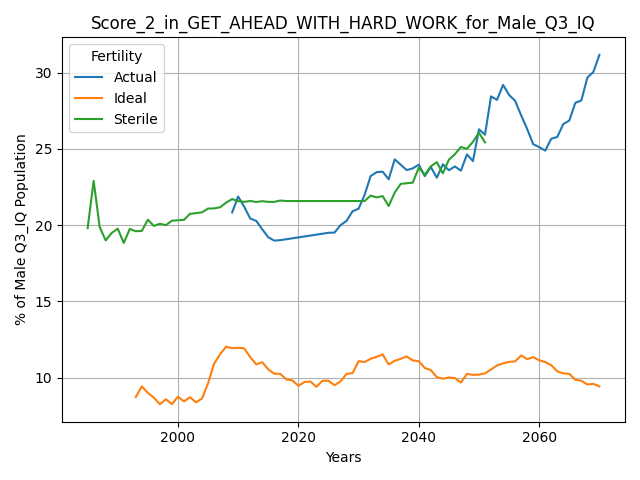 Score_2_in_GET_AHEAD_WITH_HARD_WORK_for_Male_Q3_IQ
Fertility
Actual
Ideal
Sterile
% of Male Q3_IQ Population
30
25
20
15
10
2000 2020 2040 2060
Years